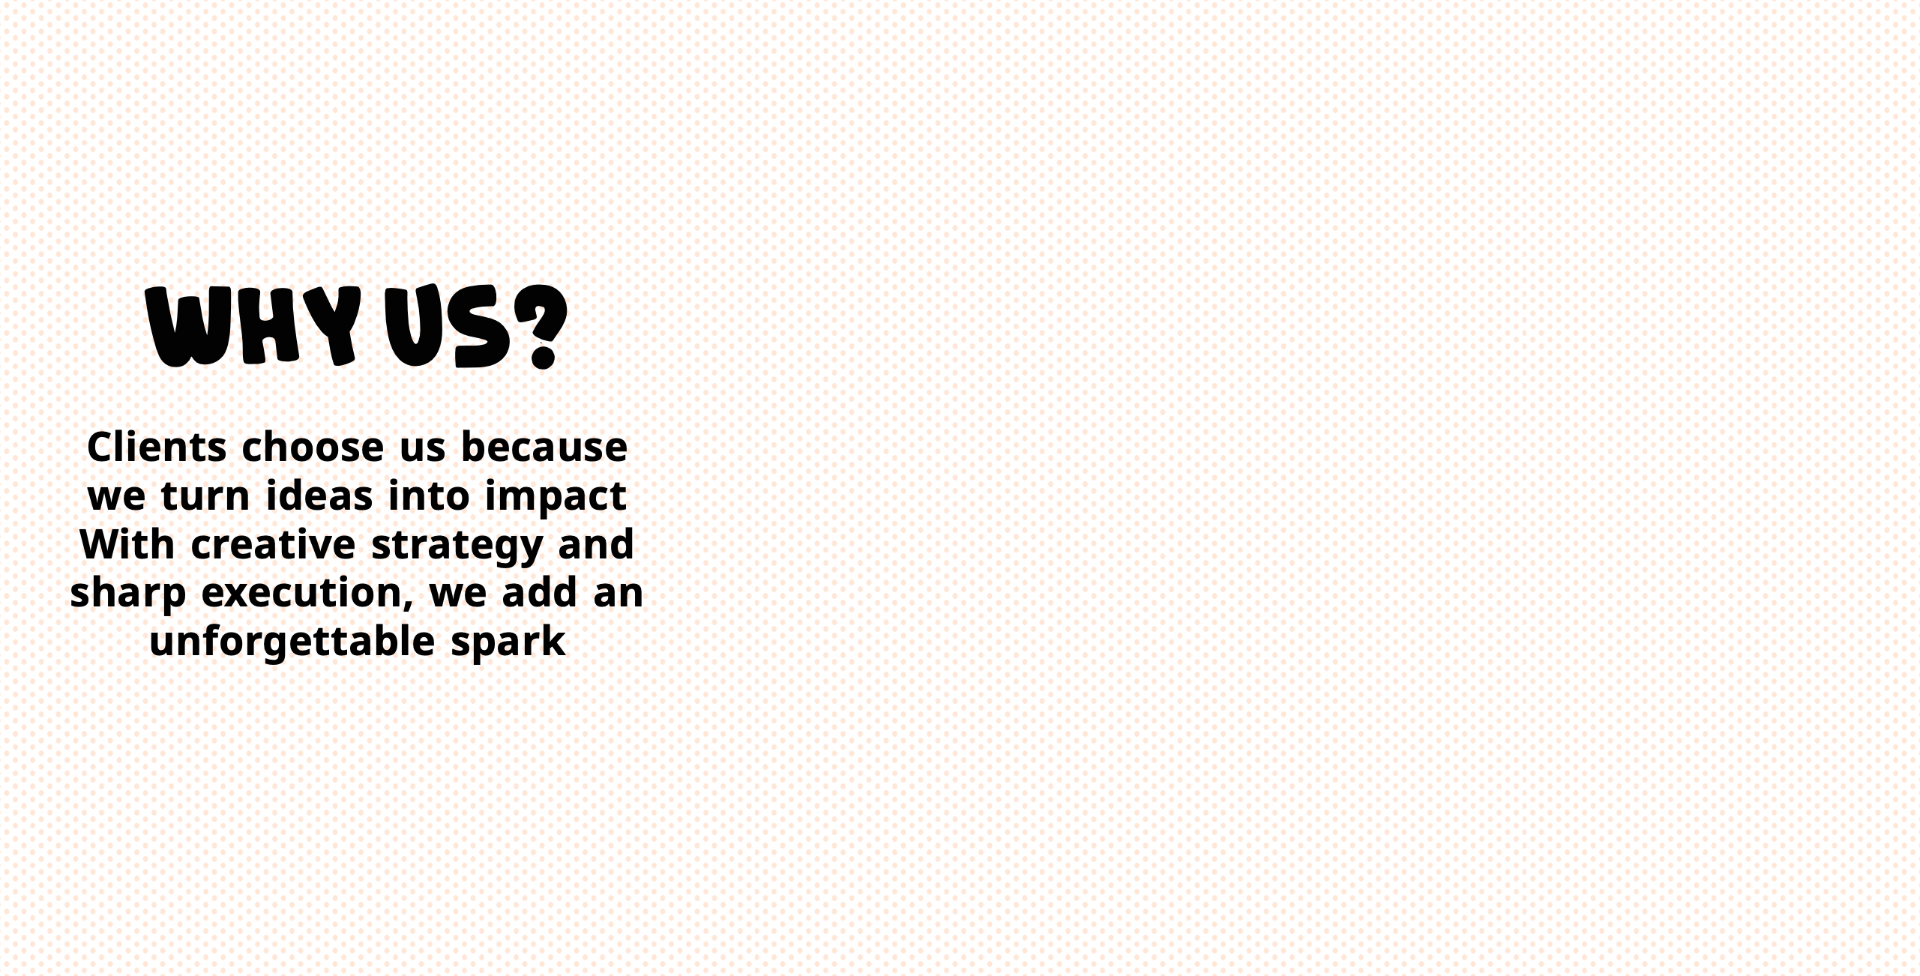 WHY US?
Clients choose us because
we turn ideas into impact
With creative strategy and
sharp execution, we add an
unforgettable spark